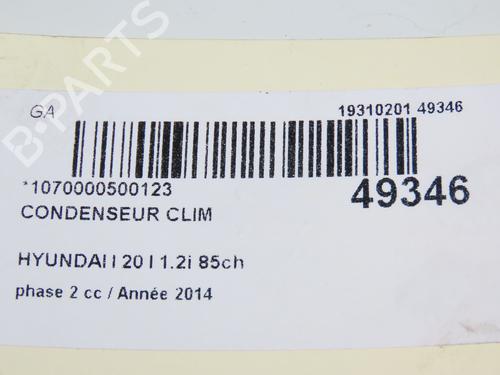 GA
19310201 49346
*1070000500123
49346
CONDENSEUR CLIM
HYUNDAI I 20 I 1.2i 85ch
phase 2 cc / Année 2014
B-PARTS